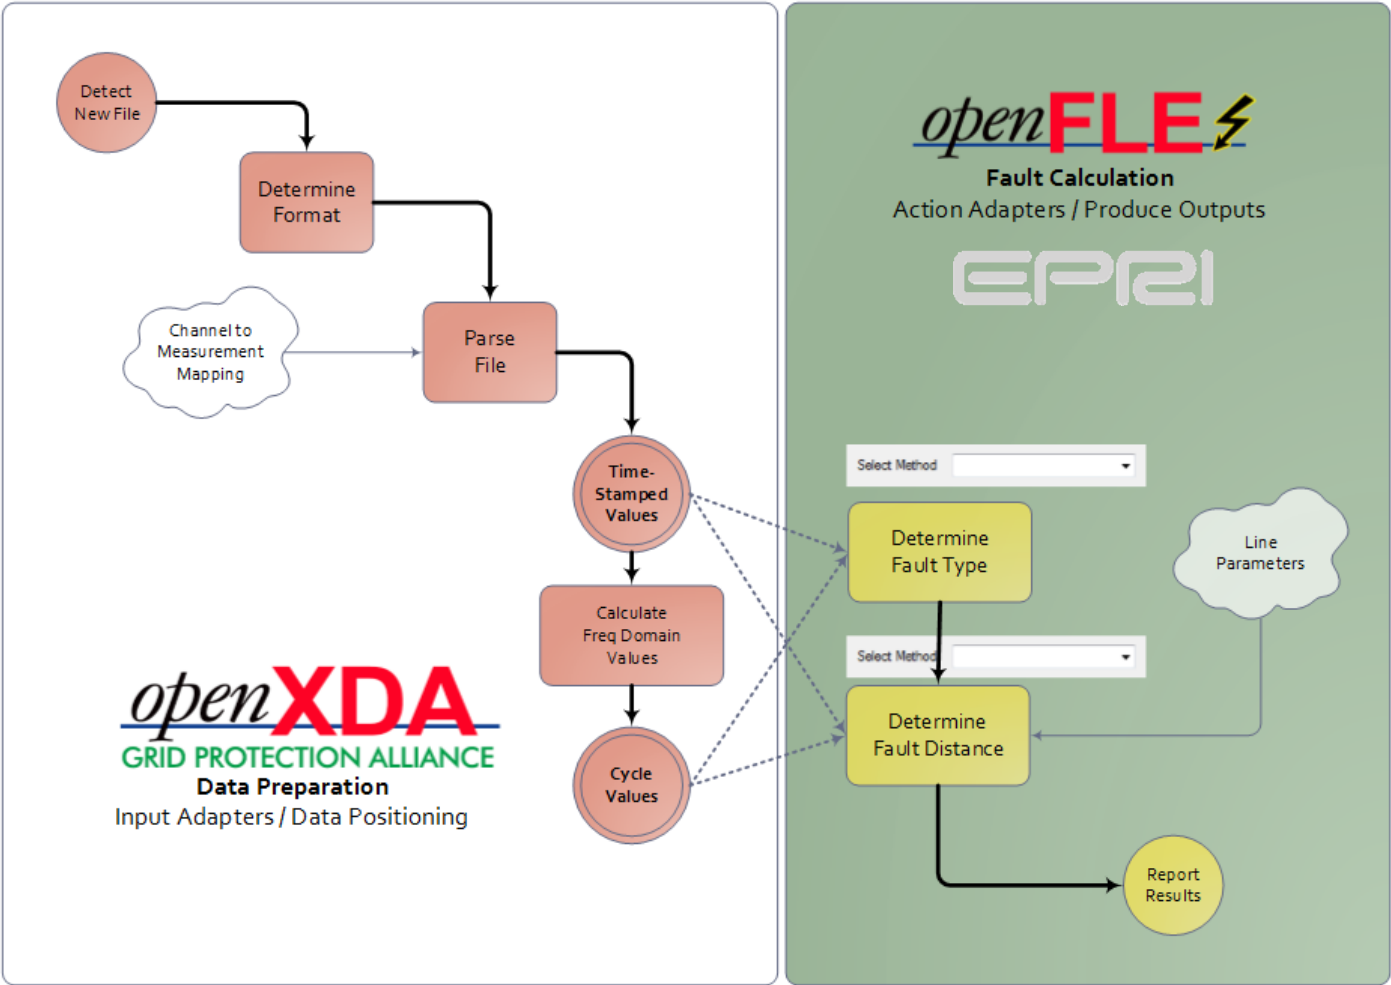 Detect
New File
Determine
Format
Channel to
Measurement
Mapping
Parse
File
Time-
Stamped
Values
Calculate
Freq Domain
Values
Cycle
Values
openXDA
GRID PROTECTION ALLIANCE
Data Preparation
Input Adapters / Data Positioning
openFLE
Fault Calculation
Action Adapters / Produce Outputs
EPRI
Select Method
Determine
Fault Type
Line
Parameters
Select Method
Determine
Fault Distance
Report
Results